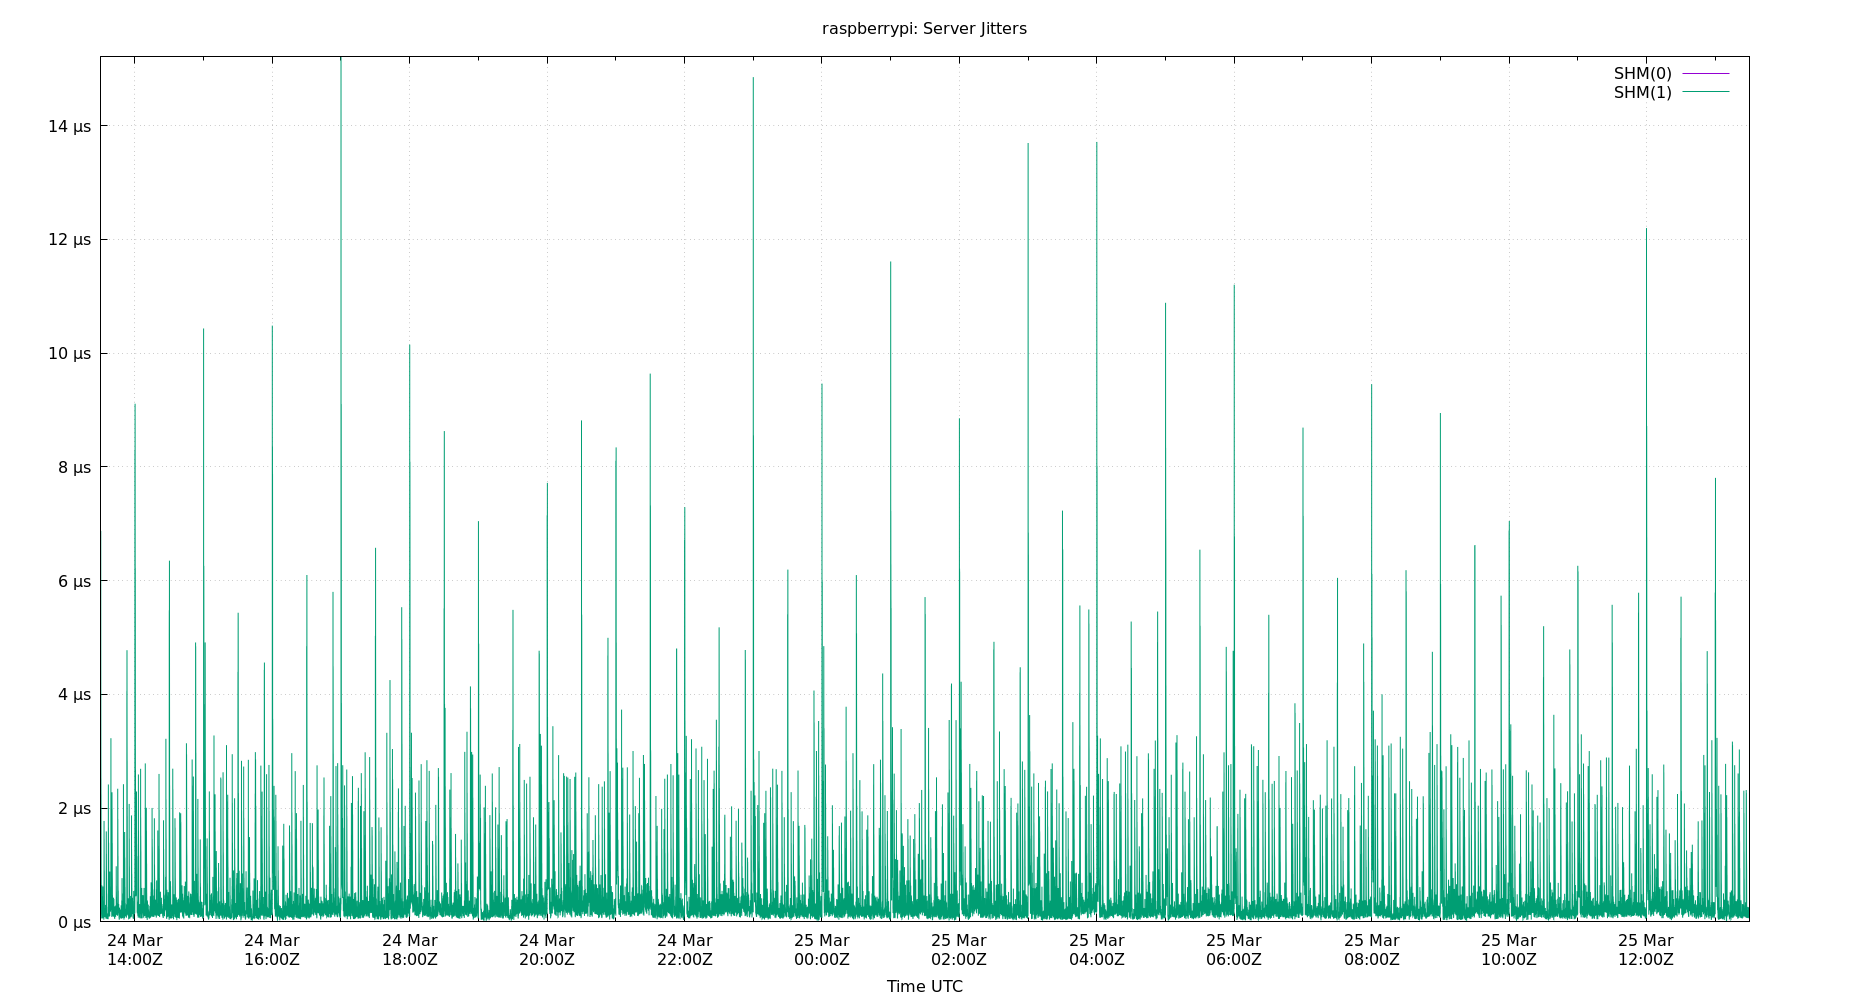 raspberrypi: Server Jitters
SHM(0)
SHM(1)
14 µs
12 µs
10 µs
8 µs
6 µs
4 µs
2 µs
0 µs
24 Mar 24 Mar 24 Mar 24 Mar 24 Mar 25 Mar 25 Mar 25 Mar 25 Mar 25 Mar 25 Mar 25 Mar
14:00Z 16:00Z 18:00Z 20:00Z 22:00Z 00:00Z 02:00Z 04:00Z 06:00Z 08:00Z 10:00Z 12:00Z
Time UTC